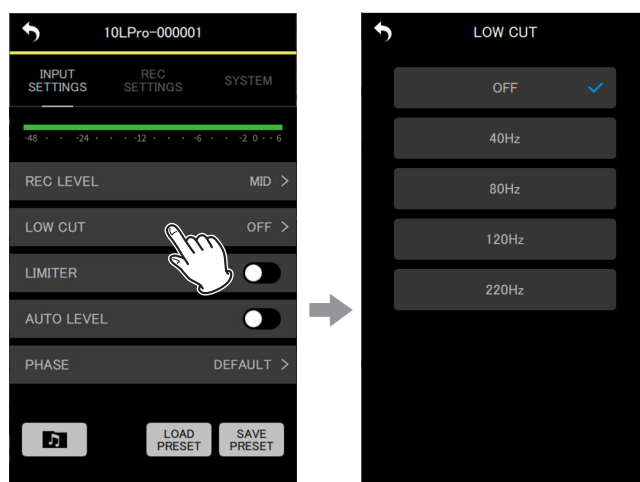 10LPro-000001
INPUT
SETTINGS
REC
SETTINGS
SYSTEM
-48 · · -24 · · · -12 · · · -6 · · -2 0 · · 6
REC LEVEL MID >
LOW CUT OFF >
LIMITER
AUTO LEVEL
PHASE DEFAULT >
LOAD
PRESET
SAVE
PRESET
LOW CUT
OFF
40Hz
80Hz
120Hz
220Hz